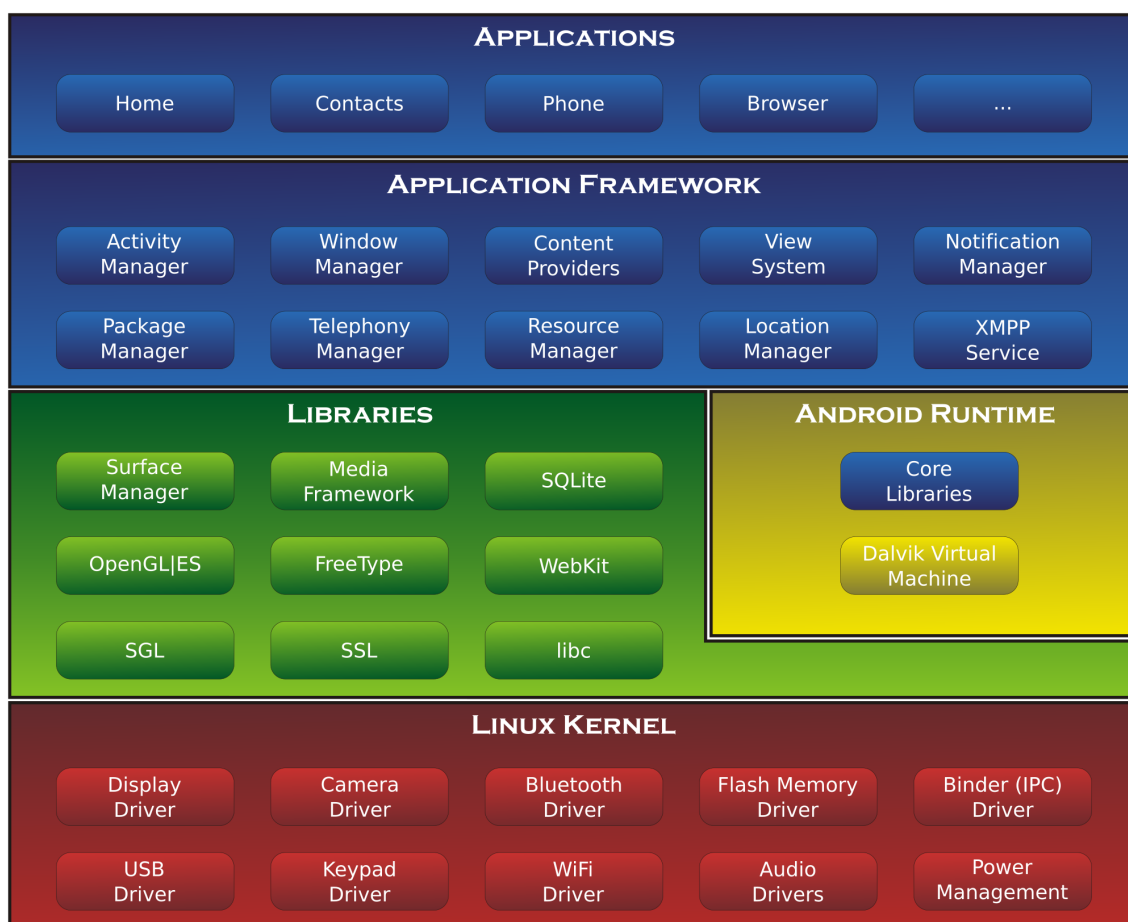 APPLICATIONS
Home
Contacts
Phone
Browser
...
APPLICATION FRAMEWORK
Activity
Manager
Window
Manager
Content
Providers
View
System
Notification
Manager
Package
Manager
Telephony
Manager
Resource
Manager
Location
Manager
XMPP
Service
LIBRARIES
Surface
Manager
Media
Framework
SQLite
OpenGL|ES
FreeType
WebKit
SGL
SSL
libc
ANDROID RUNTIME
Core
Libraries
Dalvik Virtual
Machine
LINUX KERNEL
Display
Driver
Camera
Driver
Bluetooth
Driver
Flash Memory
Driver
Binder (IPC)
Driver
USB
Driver
Keypad
Driver
WiFi
Driver
Audio
Drivers
Power
Management